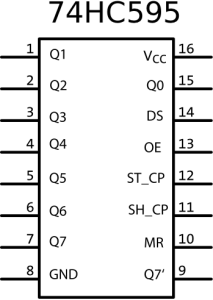 74HC595
1 Q1 VCC 16
2 Q2 Q0 15
3 Q3 DS 14
4 Q4 OE 13
5 Q5 ST_CP 12
6 Q6 SH_CP 11
7 Q7 MR 10
8 GND Q7' 9